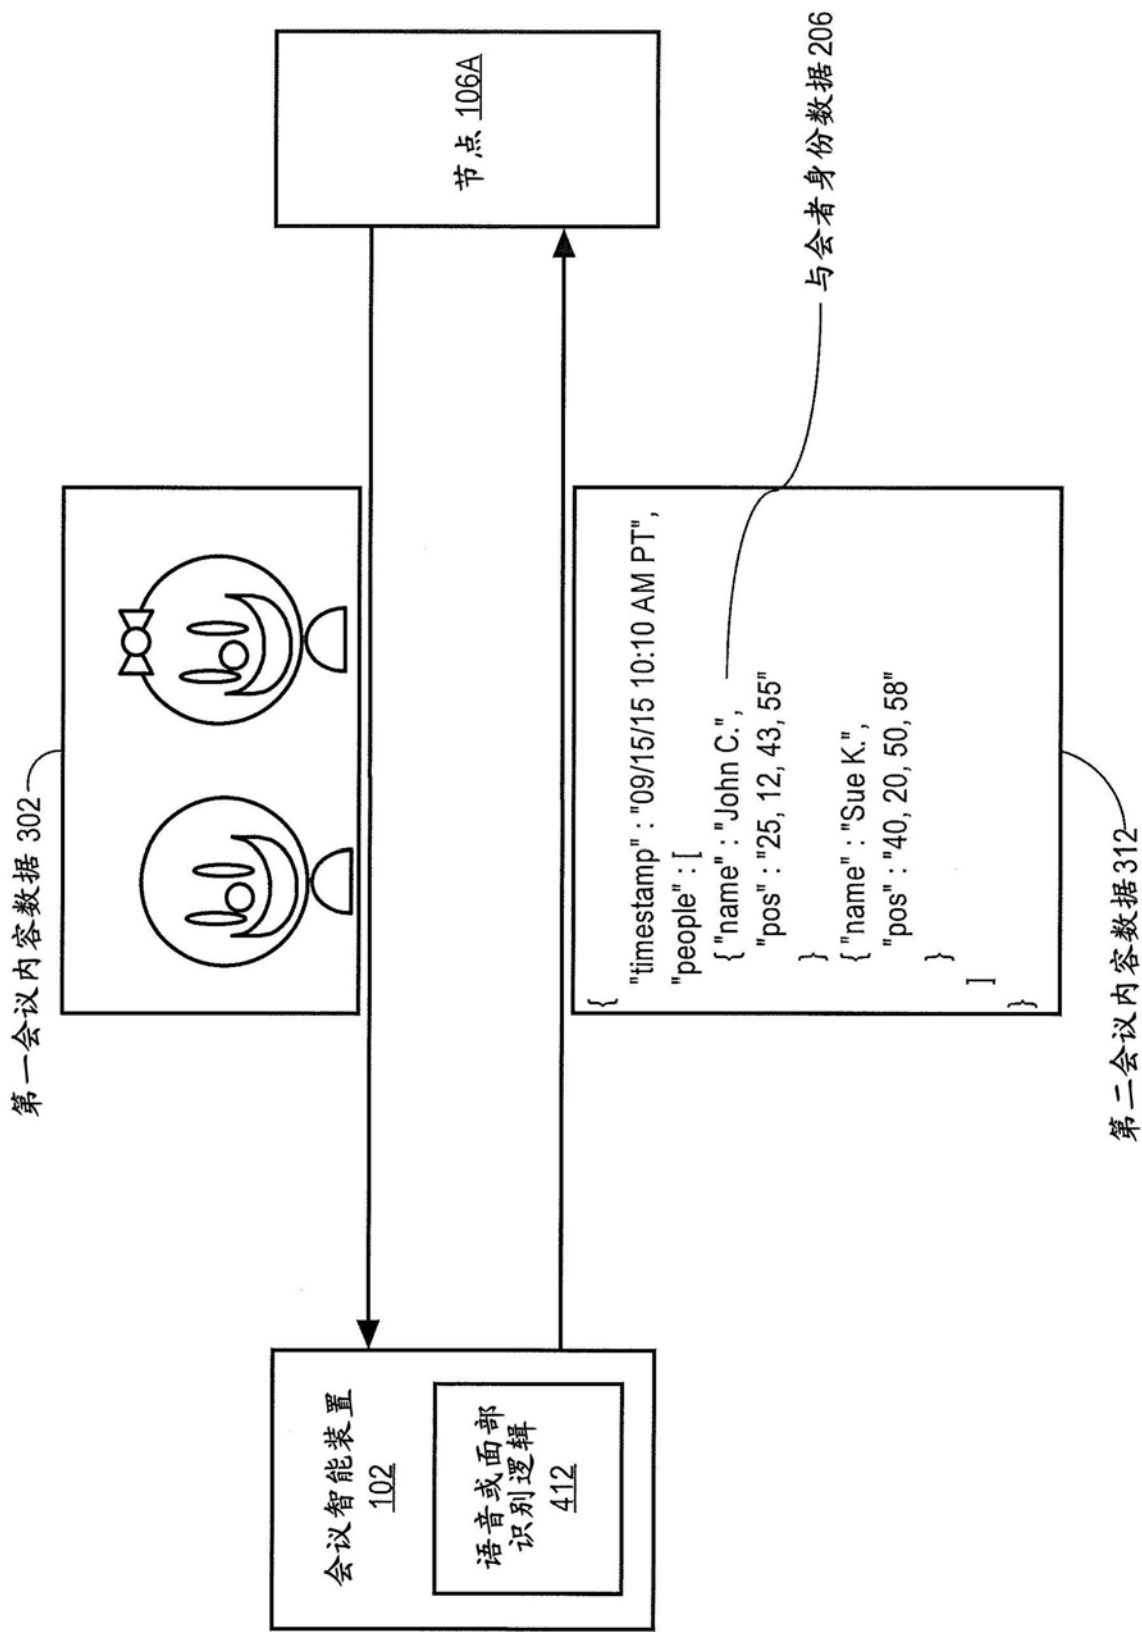 第一会议内容数据 302
会议智能装置
102
语音或面部
识别逻辑
412
节点 106A
{
"timestamp" : "09/15/15 10:10 AM PT",
"people" : [
{ "name" : "John C.",
"pos" : "25, 12, 43, 55"
}
{ "name" : "Sue K.",
"pos" : "40, 20, 50, 58"
}
]
}
与会者身份数据 206
第二会议内容数据312